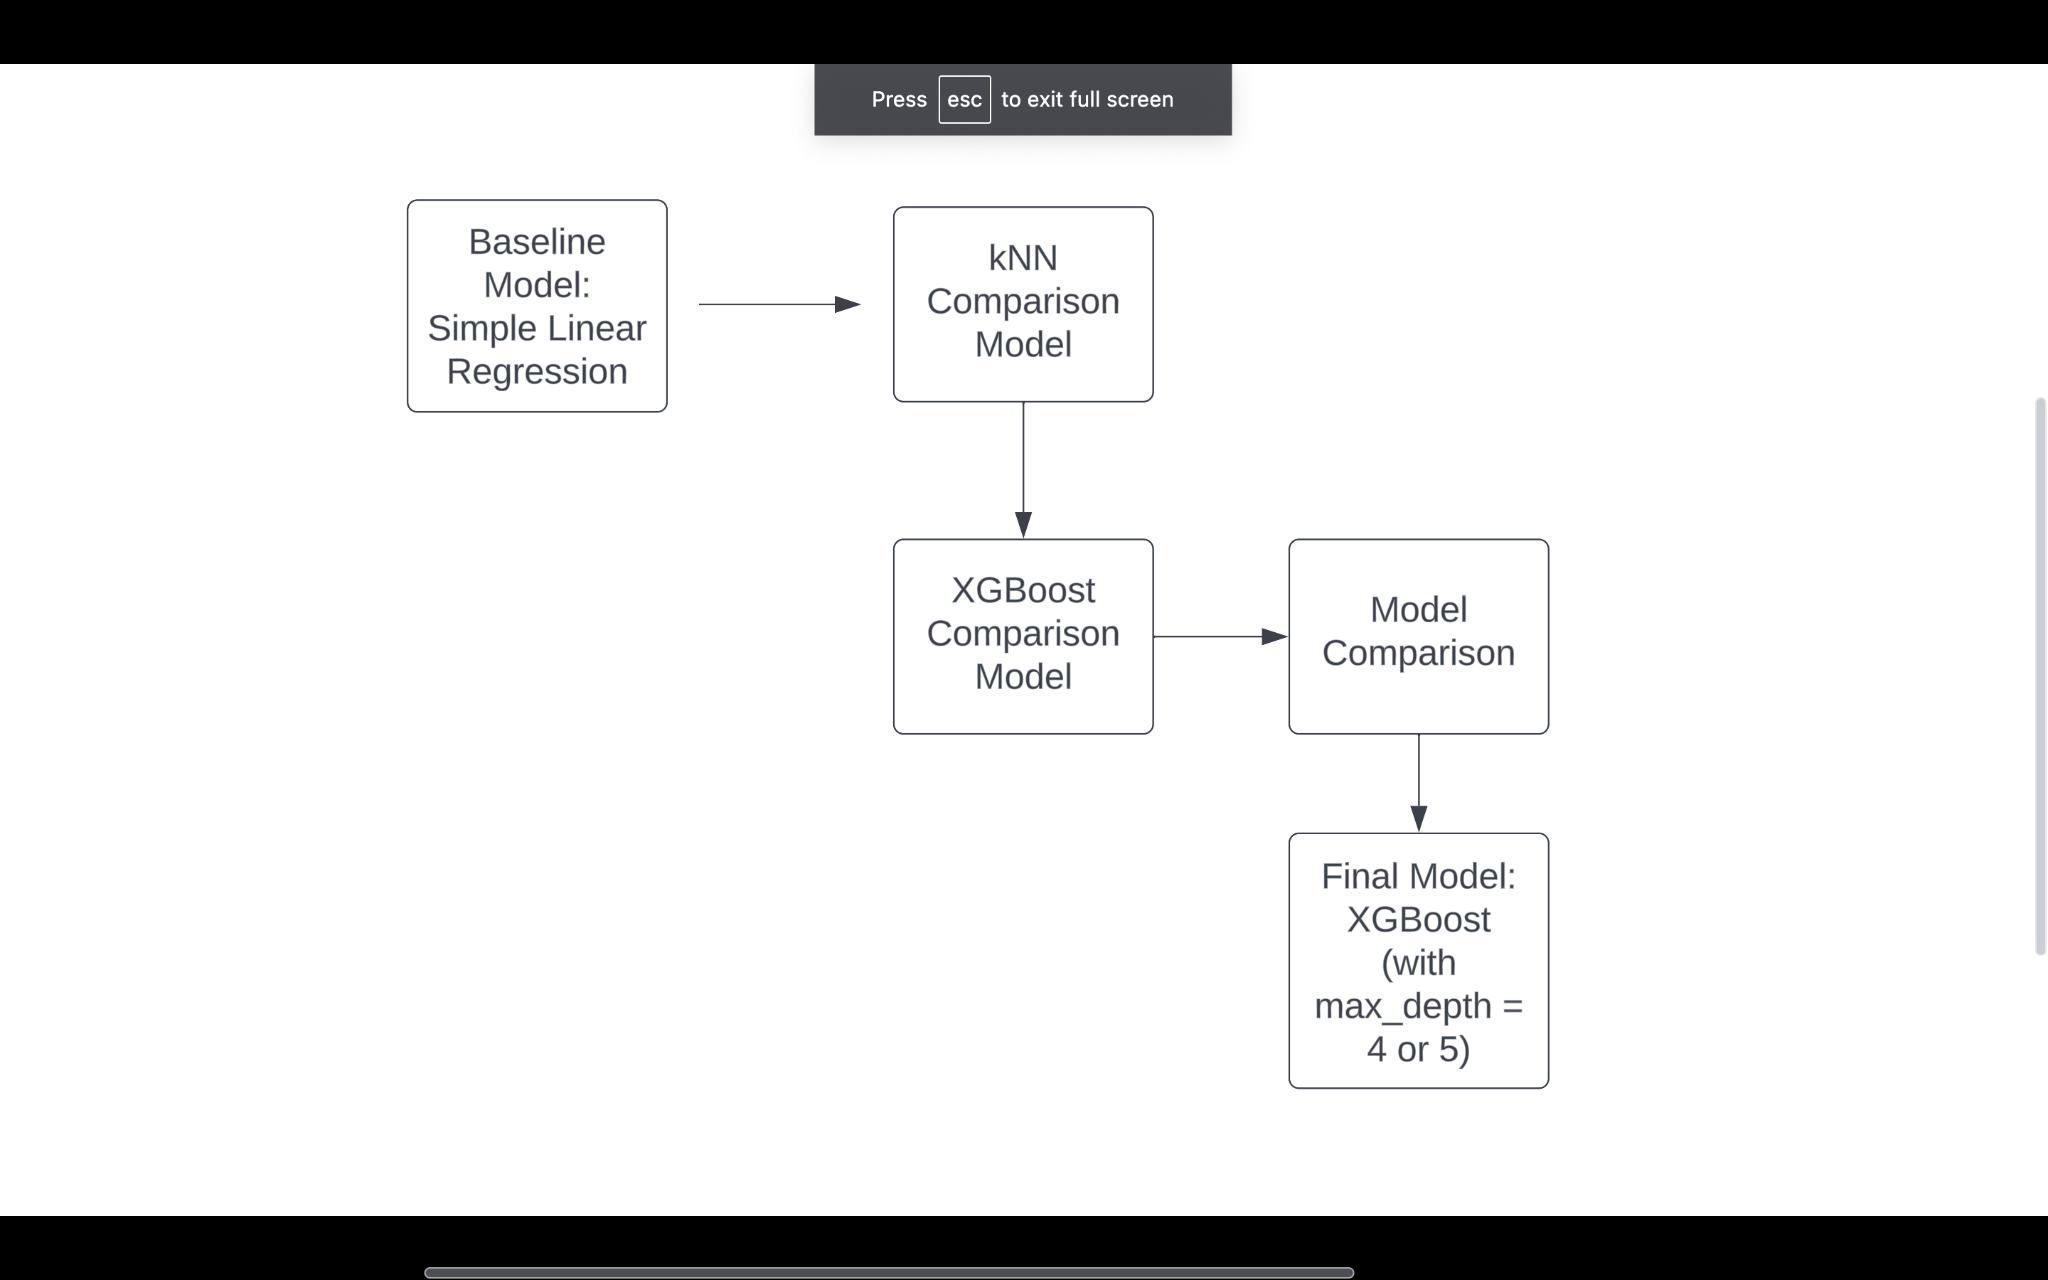 Press esc to exit full screen
Baseline
Model:
Simple Linear
Regression
kNN
Comparison
Model
XGBoost
Comparison
Model
Model
Comparison
Final Model:
XGBoost
(with
max_depth =
4 or 5)